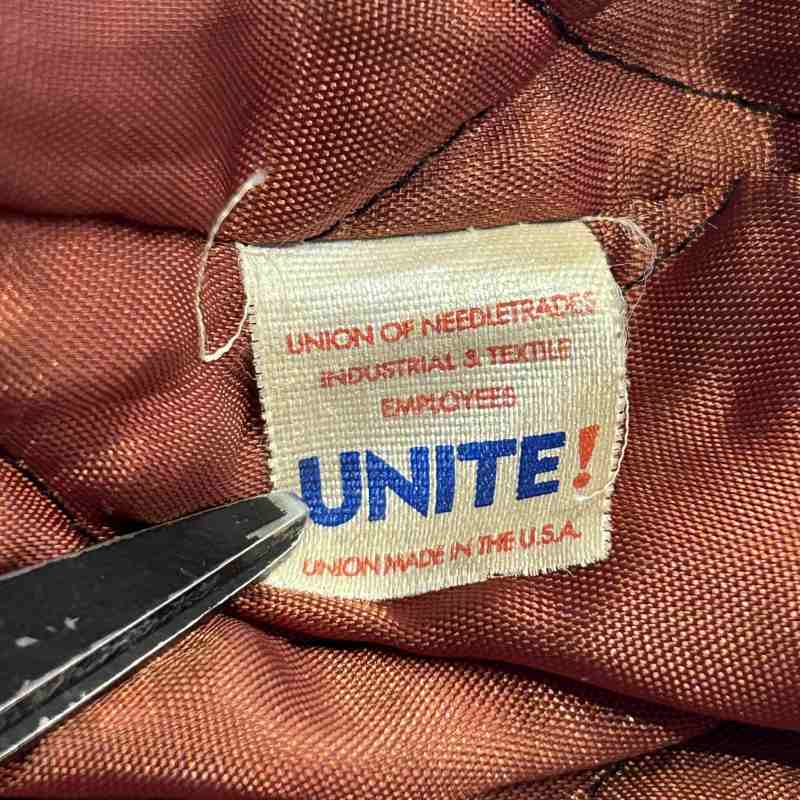 UNION OF NEEDLETRADES
INDUSTRIAL & TEXTILE
EMPLOYEES
UNITE!
UNION MADE IN THE U.S.A.